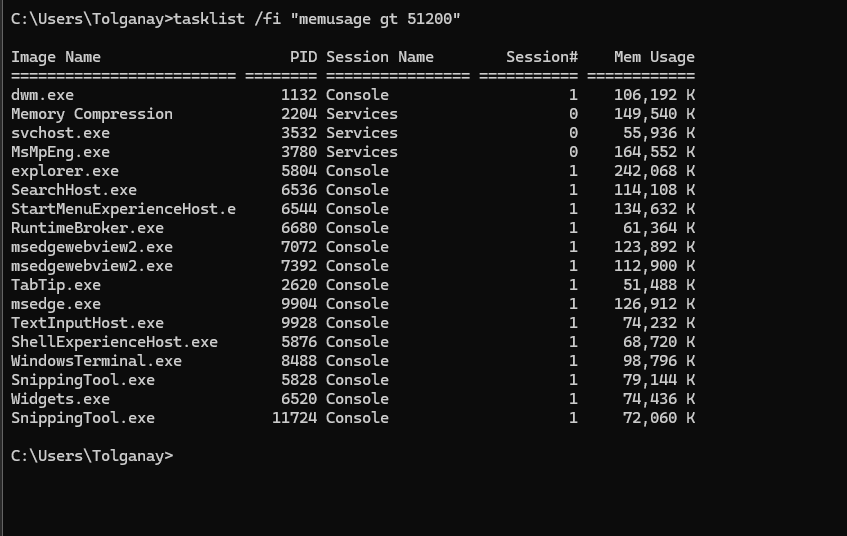 C:\Users\Tolganay>tasklist /fi "memusage gt 51200"

Image Name                     PID Session Name        Session#    Mem Usage
========================= ======== ================ =========== ============
dwm.exe                       1132 Console                    1    106,192 K
Memory Compression            2204 Services                   0    149,540 K
svchost.exe                   3532 Services                   0     55,936 K
MsMpEng.exe                   3780 Services                   0    164,552 K
explorer.exe                  5804 Console                    1    242,068 K
SearchHost.exe                6536 Console                    1    114,108 K
StartMenuExperienceHost.e     6544 Console                    1    134,632 K
RuntimeBroker.exe             6680 Console                    1     61,364 K
msedgewebview2.exe            7072 Console                    1    123,892 K
msedgewebview2.exe            7392 Console                    1    112,900 K
TabTip.exe                    2620 Console                    1     51,488 K
msedge.exe                    9904 Console                    1    126,912 K
TextInputHost.exe             9928 Console                    1     74,232 K
ShellExperienceHost.exe       5876 Console                    1     68,720 K
WindowsTerminal.exe           8488 Console                    1     98,796 K
SnippingTool.exe              5828 Console                    1     79,144 K
Widgets.exe                   6520 Console                    1     74,436 K
SnippingTool.exe             11724 Console                    1     72,060 K

C:\Users\Tolganay>